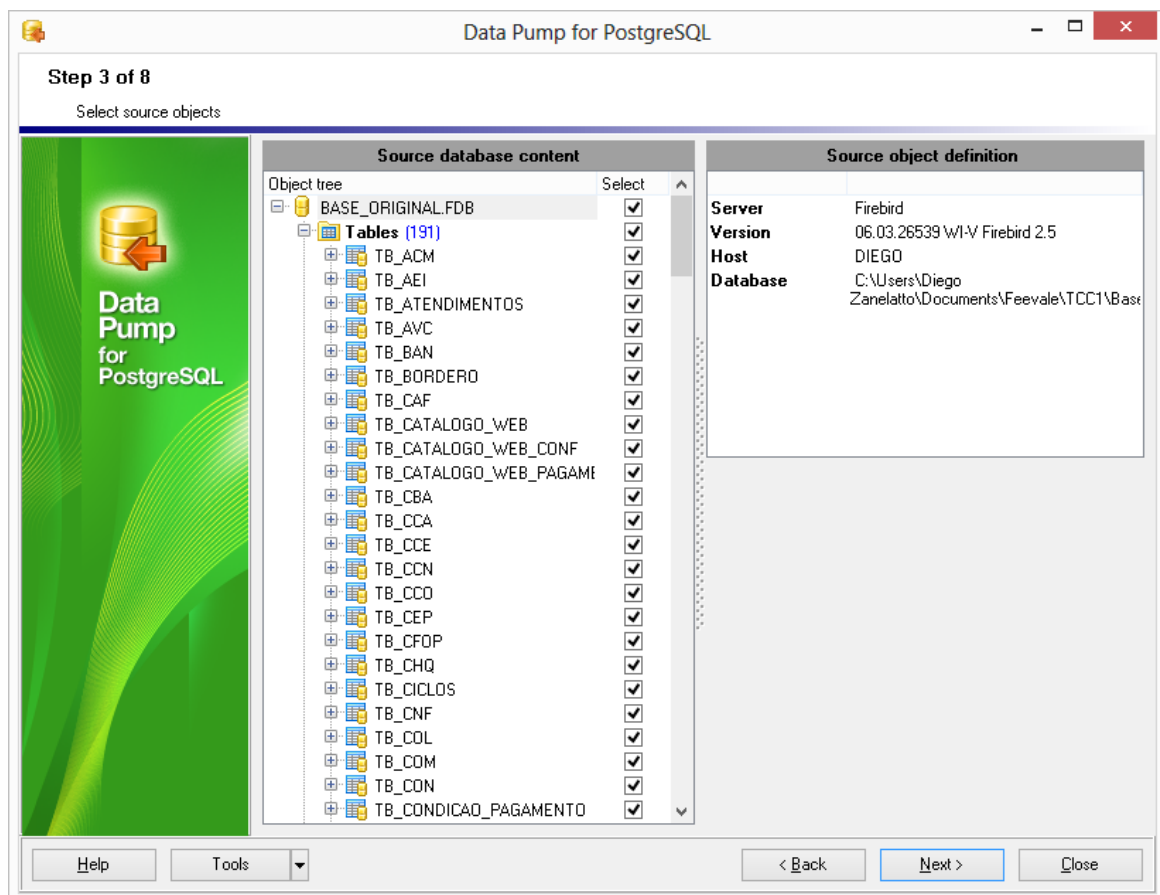 Data Pump for PostgreSQL
Step 3 of 8
Select source objects
Data
Pump
for
PostgreSQL
Source database content
Object tree Select
BASE_ORIGINAL.FDB
Tables (191)
TB_ACM
TB_AEI
TB_ATENDIMENTOS
TB_AVC
TB_BAN
TB_BORDERO
TB_CAF
TB_CATALOGO_WEB
TB_CATALOGO_WEB_CONF
TB_CATALOGO_WEB_PAGAME
TB_CBA
TB_CCA
TB_CCE
TB_CCN
TB_CCO
TB_CEP
TB_CFOP
TB_CHQ
TB_CICLOS
TB_CNF
TB_COL
TB_COM
TB_CON
TB_CONDICAO_PAGAMENTO
Source object definition
Server Firebird
Version 06.03.26539 WI-V Firebird 2.5
Host DIEGO
Database C:\Users\Diego
Zanelatto\Documents\Feevale\TCC1\Base
Help Tools < Back Next > Close